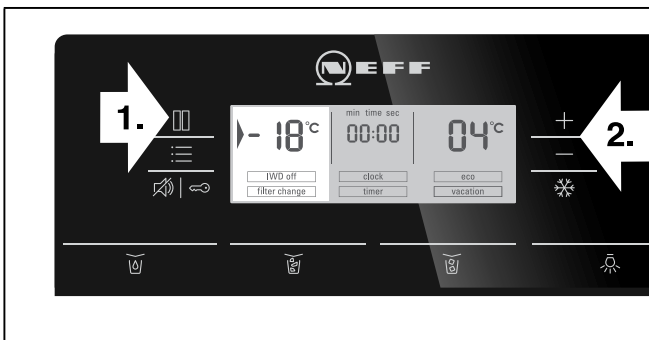 NEFF
1.
2.
min time sec
- 18°C
00:00
04°C
IWD off
clock
eco
filter change
timer
vacation